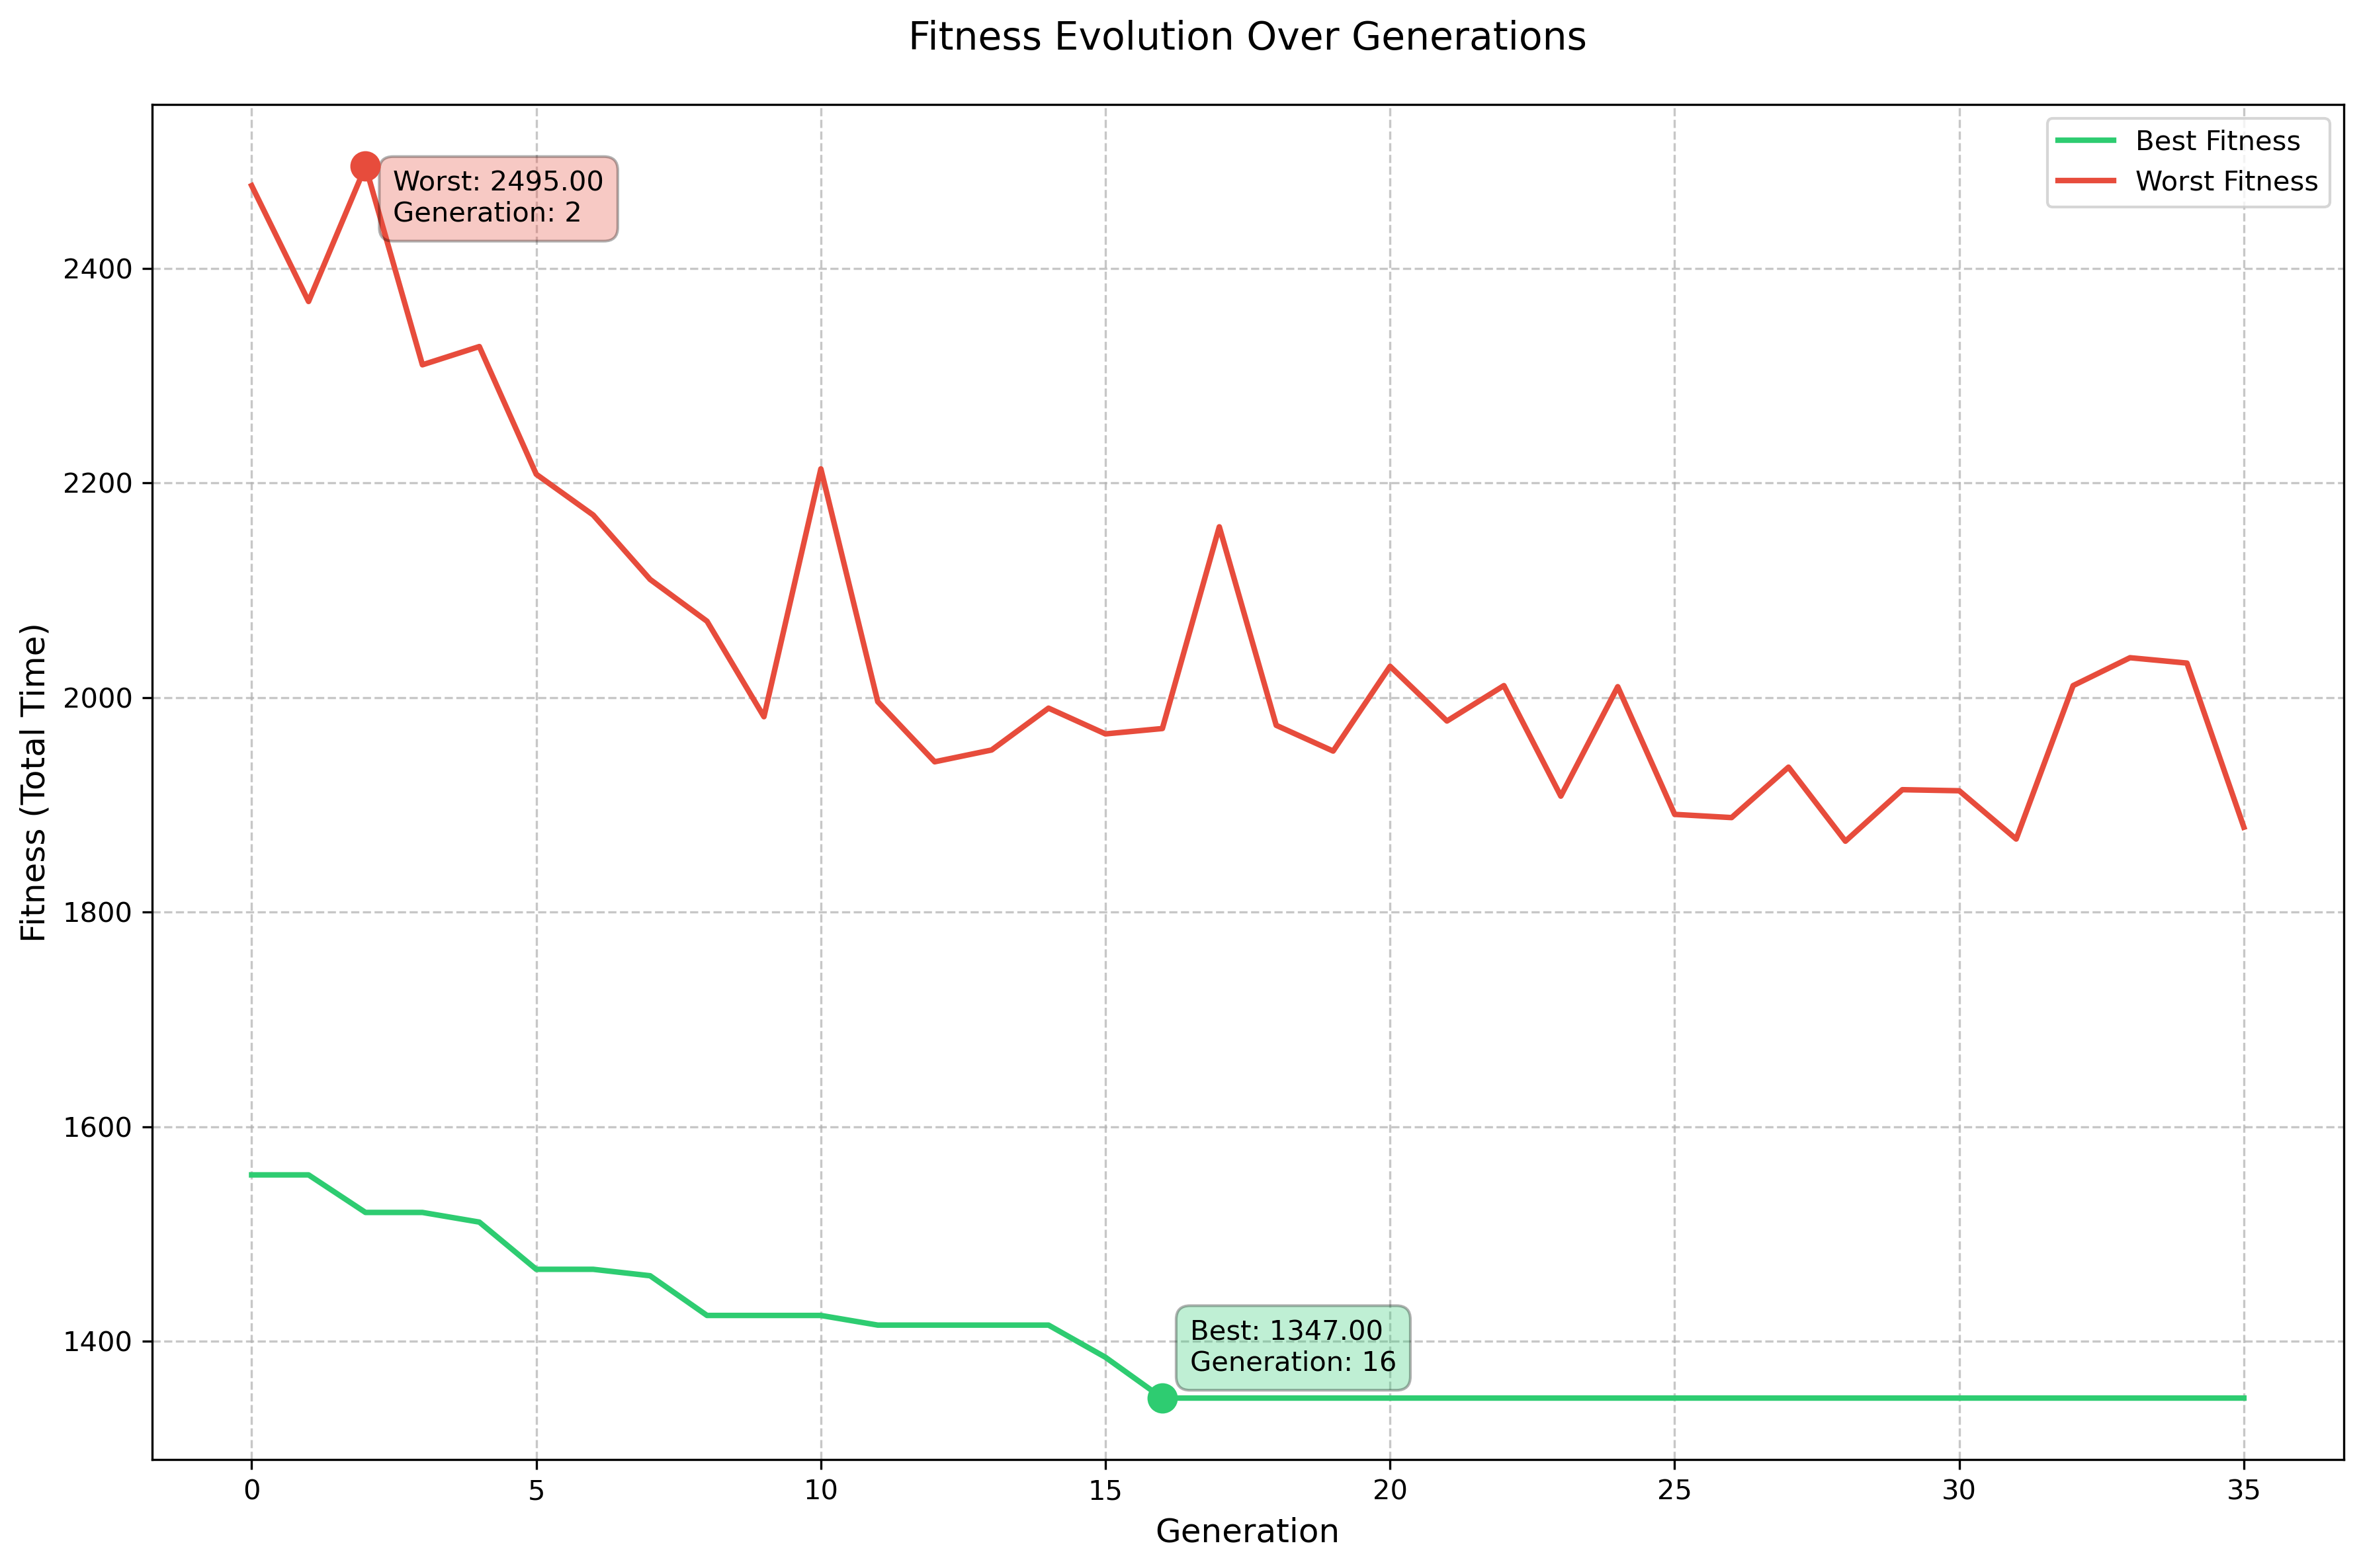 Fitness Evolution Over Generations
Best Fitness
Worst Fitness
Worst: 2495.00
Generation: 2
2400
2200
2000
1800
1600
1400
Fitness (Total Time)
Best: 1347.00
Generation: 16
0 5 10 15 20 25 30 35
Generation